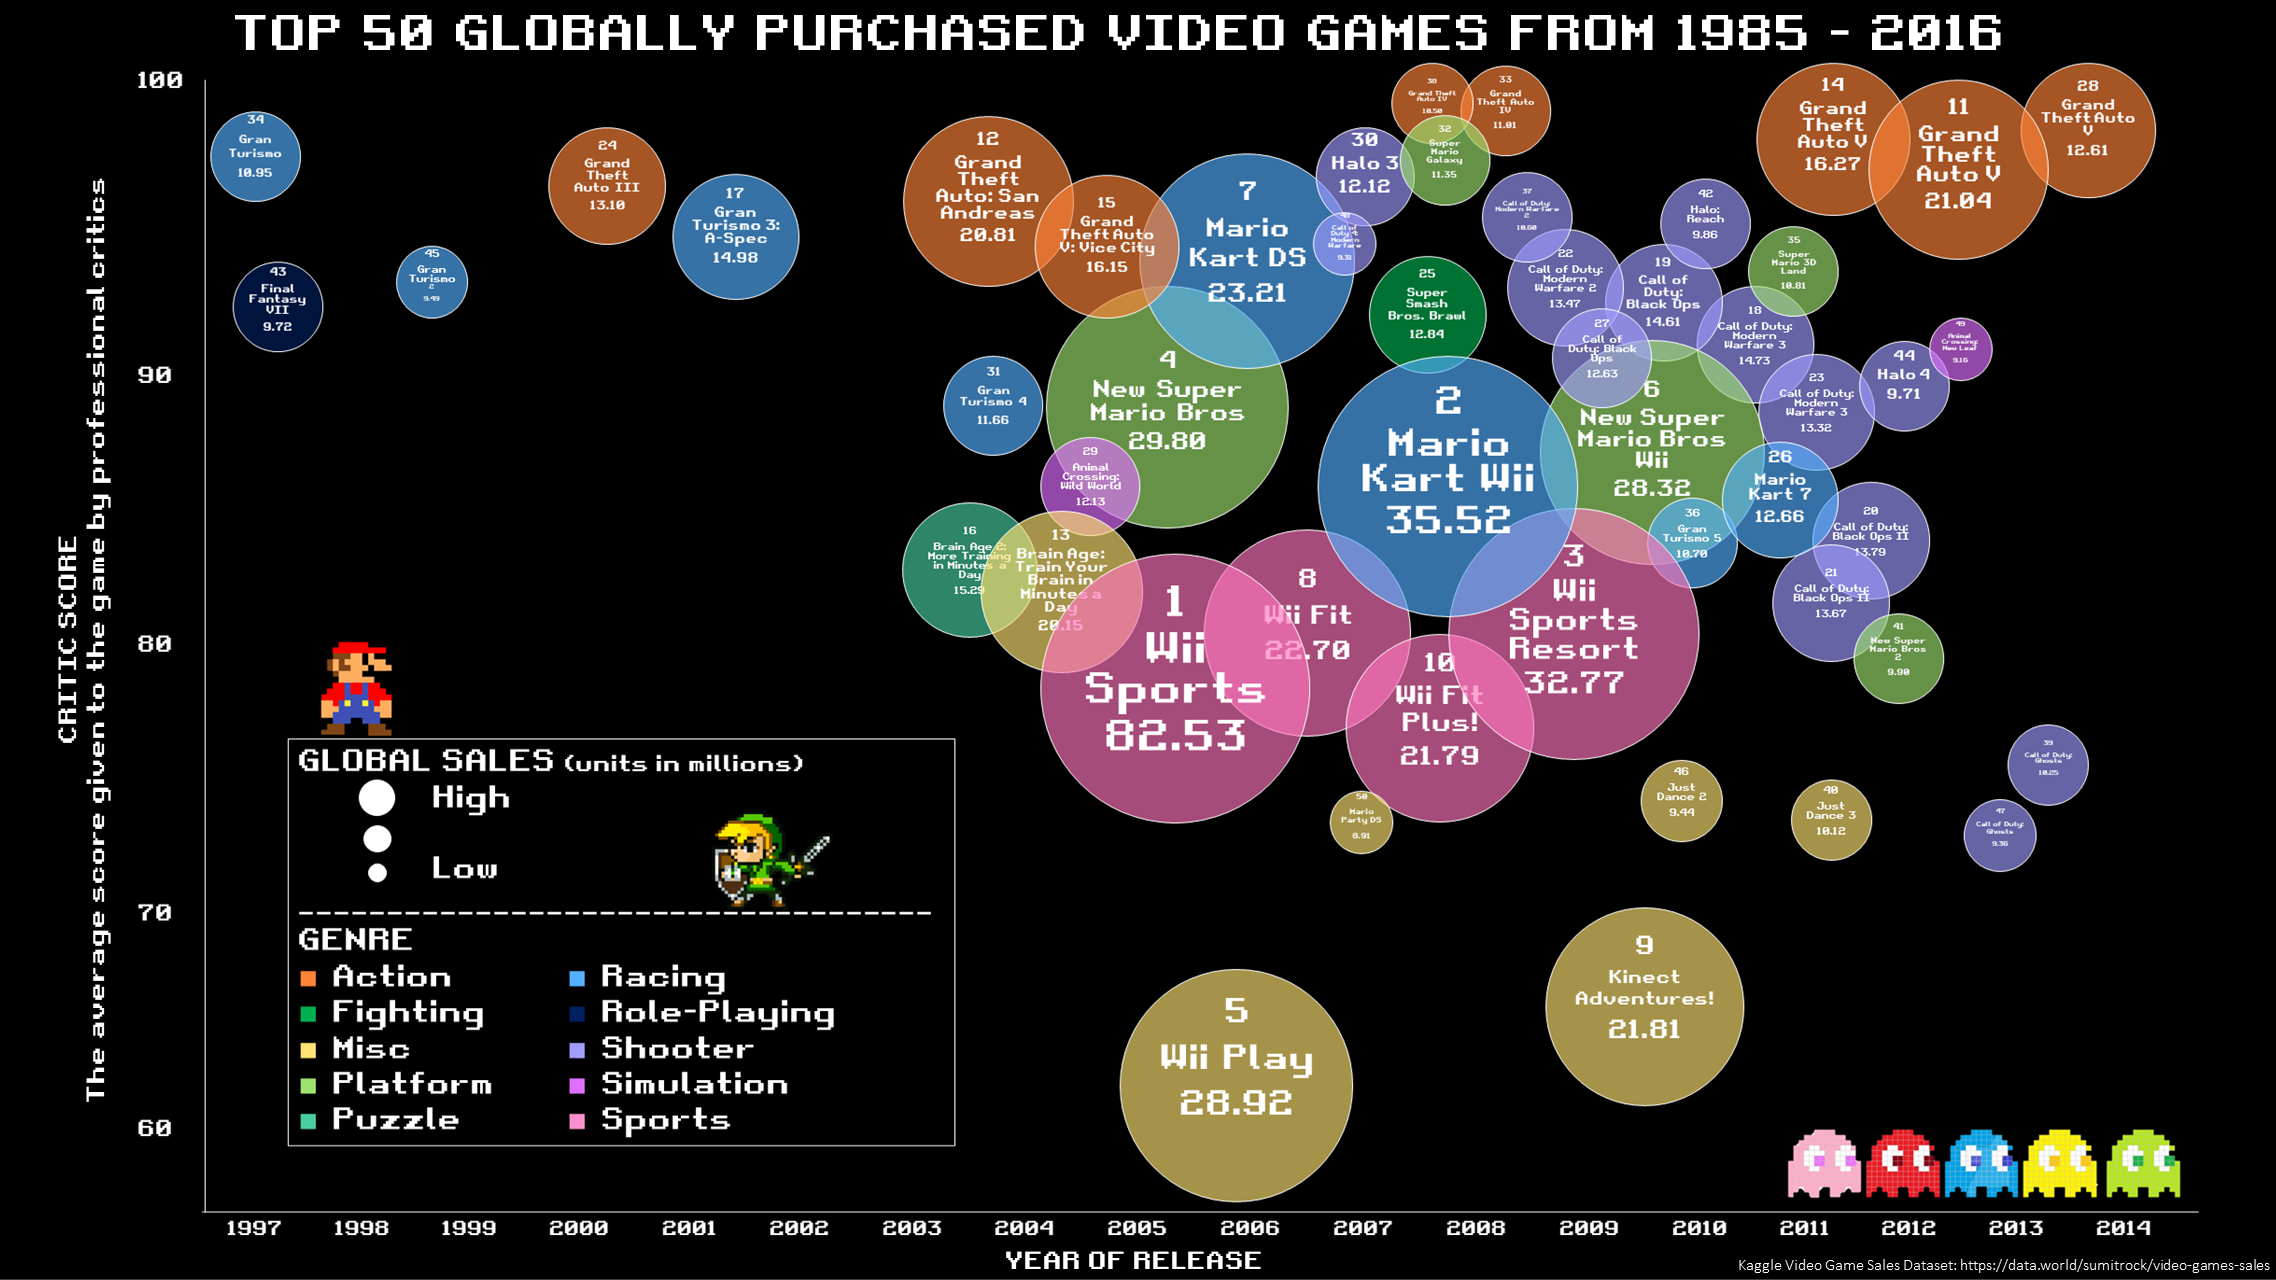 TOP 50 GLOBALLY PURCHASED VIDEO GAMES FROM 1985 - 2016
CRITIC SCORE
The average score given to the game by professional critics
100
90
80
70
60
34
Gran
Turismo
10.95
43
Final
Fantasy
VII
9.72
45
Gran
Turismo
2
9.49
24
Grand
Theft
Auto III
13.10
17
Gran
Turismo 3:
A-Spec
14.98
12
Grand
Theft
Auto: San
Andreas
20.81
15
Grand
Theft Auto
V: Vice City
16.15
7
Mario
Kart DS
23.21
30
Halo 3
12.12
48
Call of
Duty 4:
Modern
Warfare
9.31
38
Grand Theft
Auto IV
10.50
33
Grand
Theft Auto
IV
11.01
32
Super
Mario
Galaxy
11.35
37
Call of Duty:
Modern Warfare
2
10.60
22
Call of Duty:
Modern
Warfare 2
13.47
19
Call of
Duty:
Black Ops
14.61
42
Halo:
Reach
9.86
35
Super
Mario 3D
Land
10.81
14
Grand
Theft
Auto V
16.27
11
Grand
Theft
Auto V
21.04
28
Grand
Theft Auto
V
12.61
25
Super
Smash
Bros. Brawl
12.84
27
Call of
Duty: Black
Ops
12.63
18
Call of Duty:
Modern
Warfare 3
14.73
23
Call of Duty:
Modern
Warfare 3
13.32
44
Halo 4
9.71
49
Animal
Crossing:
New Leaf
9.16
31
Gran
Turismo 4
11.66
4
New Super
Mario Bros
29.80
29
Animal
Crossing:
Wild World
12.13
2
Mario
Kart Wii
35.52
6
New Super
Mario Bros
Wii
28.32
26
Mario
Kart 7
12.66
36
Gran
Turismo 5
10.70
20
Call of Duty:
Black Ops II
13.79
21
Call of Duty:
Black Ops II
13.67
41
New Super
Mario Bros
2
9.90
16
Brain Age 2:
More Training
in Minutes a
Day
15.29
13
Brain Age:
Train Your
Brain in
Minutes a
Day
20.15
1
Wii
Sports
82.53
8
Wii Fit
22.70
10
Wii Fit
Plus!
21.79
3
Wii
Sports
Resort
32.77
50
Mario
Party DS
8.91
46
Just
Dance 2
9.44
40
Just
Dance 3
10.12
39
Call of Duty:
Ghosts
10.25
47
Call of Duty:
Ghosts
9.36
5
Wii Play
28.92
9
Kinect
Adventures!
21.81
GLOBAL SALES (units in millions)
High
Low
GENRE
Action
Fighting
Misc
Platform
Puzzle
Racing
Role-Playing
Shooter
Simulation
Sports
1997 1998 1999 2000 2001 2002 2003 2004 2005 2006 2007 2008 2009 2010 2011 2012 2013 2014
YEAR OF RELEASE
Kaggle Video Game Sales Dataset: https://data.world/sumitrock/video-games-sales